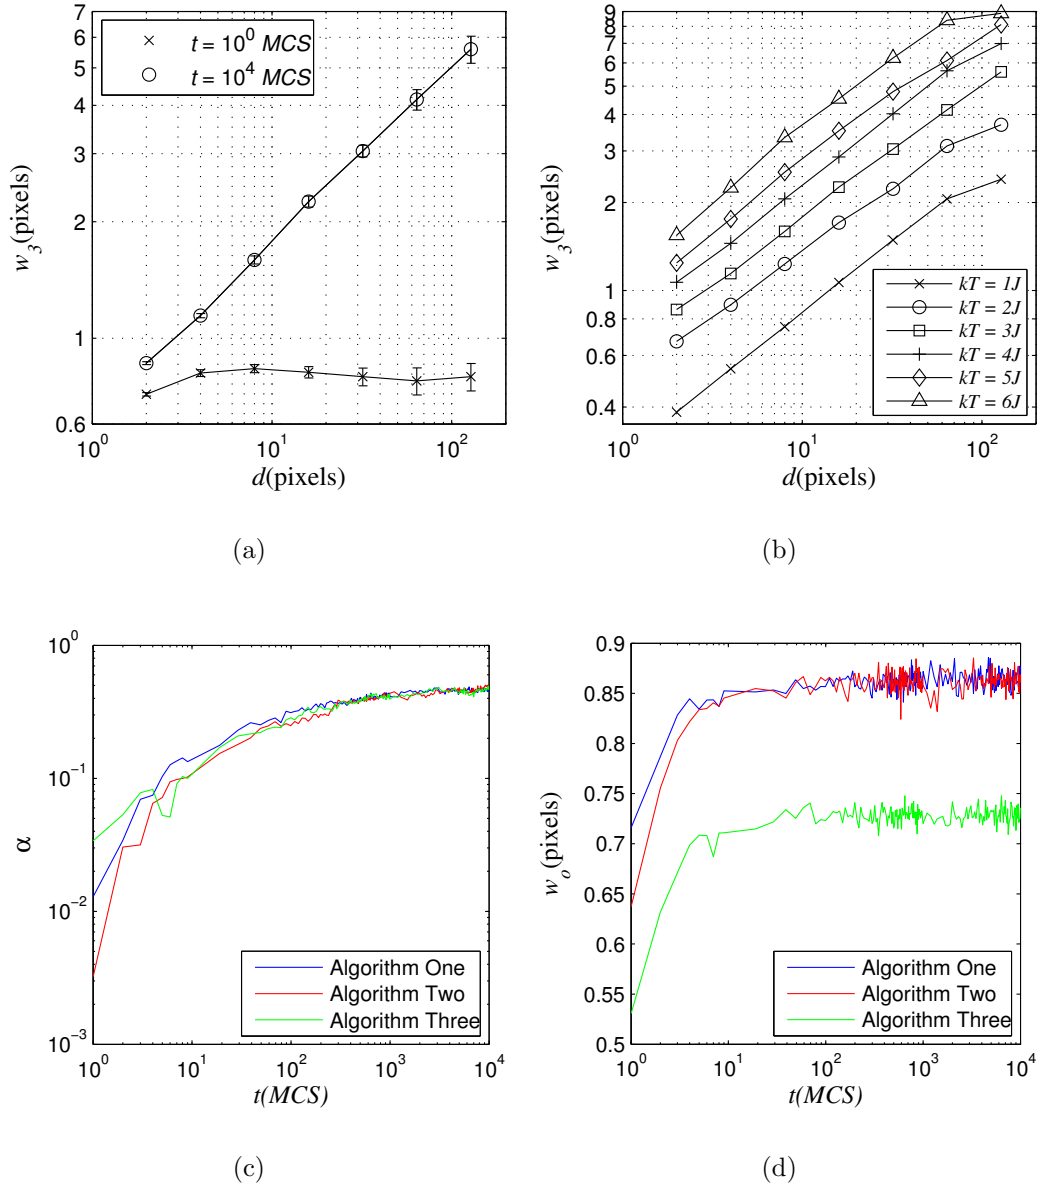 7
6
5
4
3
2
1
0.6
10^0
10^1
10^2
t = 10^0 MCS
t = 10^4 MCS
w_3(pixels)
d(pixels)
(a)
9
8
7
6
5
4
3
2
1
0.8
0.6
0.4
10^0
10^1
10^2
kT = 1J
kT = 2J
kT = 3J
kT = 4J
kT = 5J
kT = 6J
w_3(pixels)
d(pixels)
(b)
10^0
10^-1
10^-2
10^-3
α
10^0
10^1
10^2
10^3
10^4
Algorithm One
Algorithm Two
Algorithm Three
t(MCS)
(c)
0.9
0.85
0.8
0.75
0.7
0.65
0.6
0.55
0.5
w_o(pixels)
10^0
10^1
10^2
10^3
10^4
Algorithm One
Algorithm Two
Algorithm Three
t(MCS)
(d)